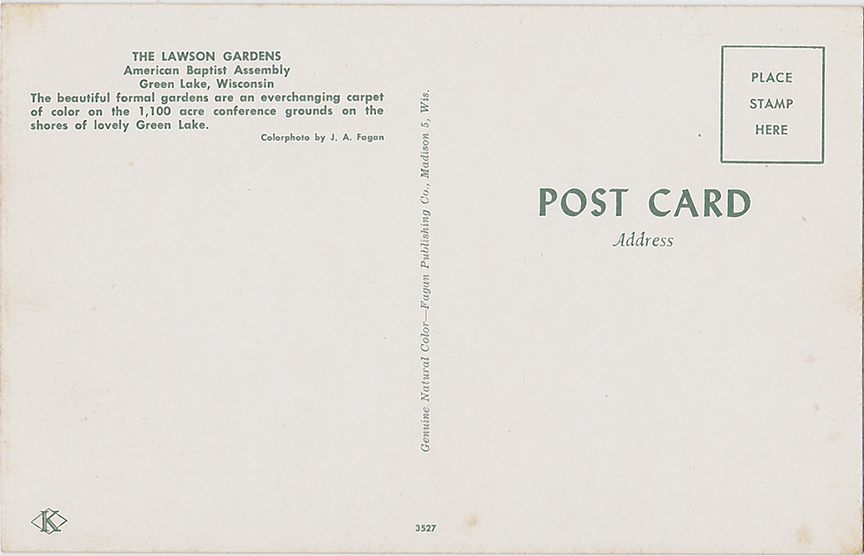 THE LAWSON GARDENS
American Baptist Assembly
Green Lake, Wisconsin
The beautiful formal gardens are an everchanging carpet
of color on the 1,100 acre conference grounds on the
shores of lovely Green Lake.
Colorphoto by J. A. Fagan
Genuine Natural Color—Fagan Publishing Co., Madison 5, Wis.
PLACE
STAMP
HERE
POST CARD
Address
K
3527